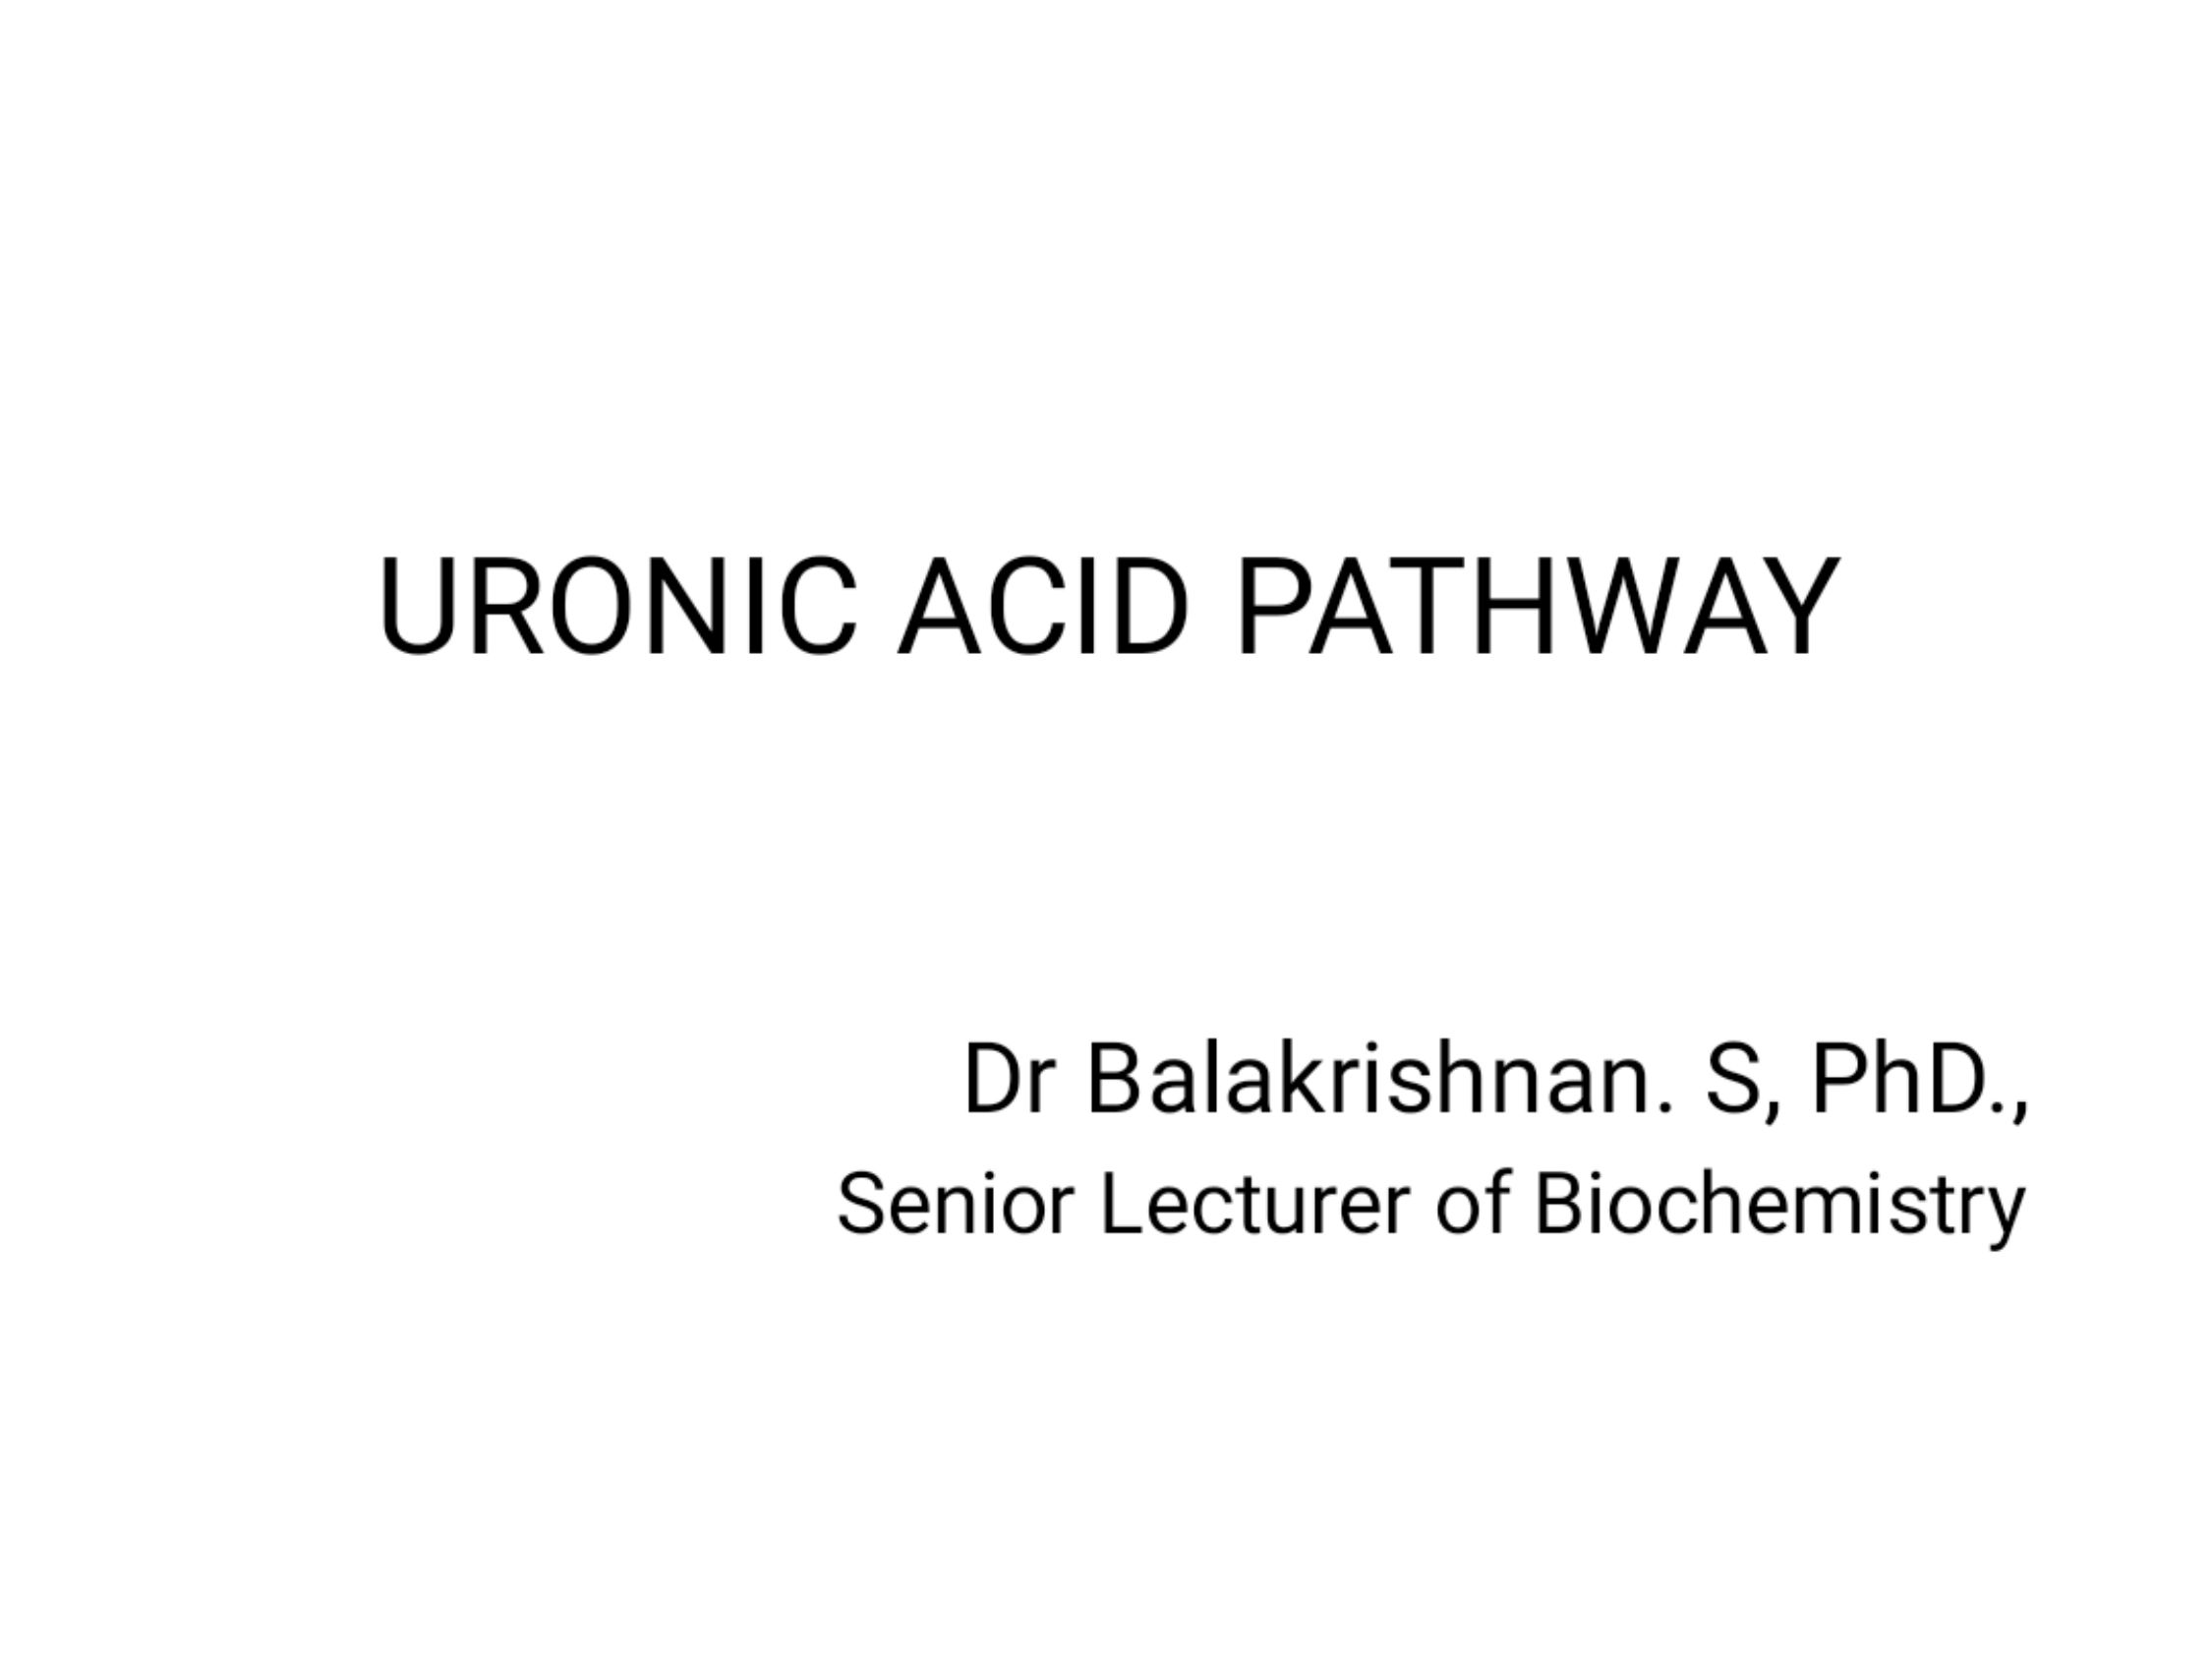 URONIC ACID PATHWAY
Dr Balakrishnan. S, PhD.,
Senior Lecturer of Biochemistry